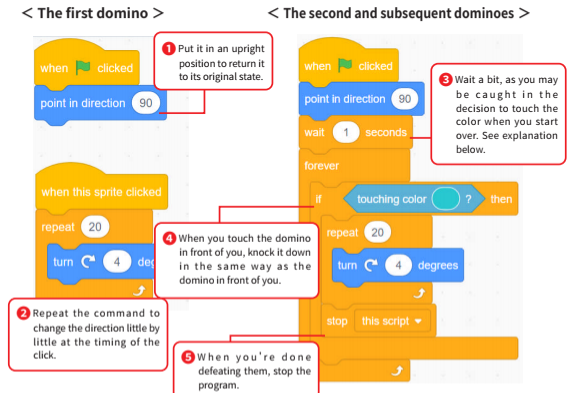 < The first domino >
when clicked
point in direction 90
1 Put it in an upright
position to return it
to its original state.
when this sprite clicked
repeat 20
turn 4 deg
2 Repeat the command to
change the direction little by
little at the timing of the
click.
< The second and subsequent dominoes >
when clicked
point in direction 90
wait 1 seconds
forever
if touching color ? then
repeat 20
turn 4 degrees
stop this script
3 Wait a bit, as you may
be caught in the
decision to touch the
color when you start
over. See explanation
below.
4 When you touch the domino
in front of you, knock it down
in the same way as the
domino in front of you.
5 When you're done
defeating them, stop the
program.